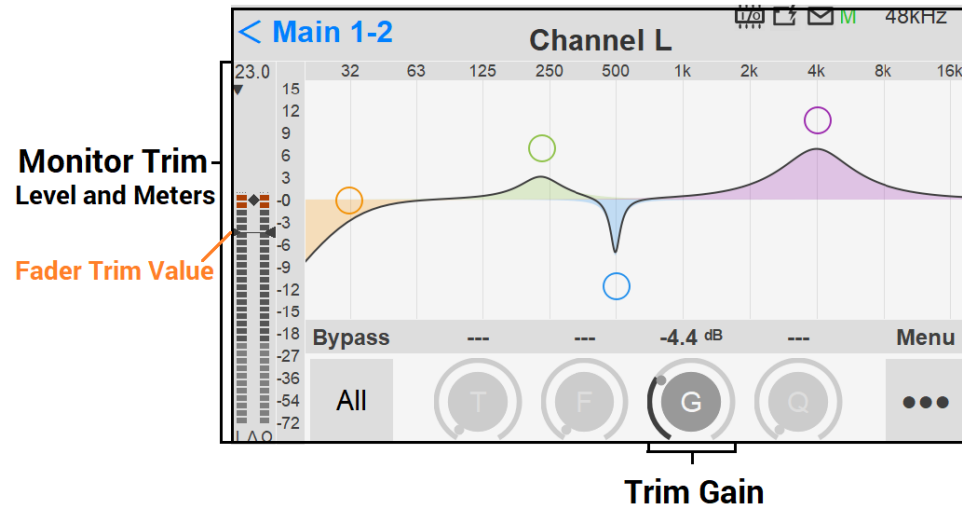 < Main 1-2
Channel L
I/O
M
48kHz
23.0
32 63 125 250 500 1k 2k 4k 8k 16k
15
12
9
6
3
-0
-3
-6
-9
-12
-15
-18
-27
-36
-54
-72
Monitor Trim
Level and Meters
Fader Trim Value
Bypass --- --- -4.4 dB --- Menu
All T F G Q •••
Trim Gain